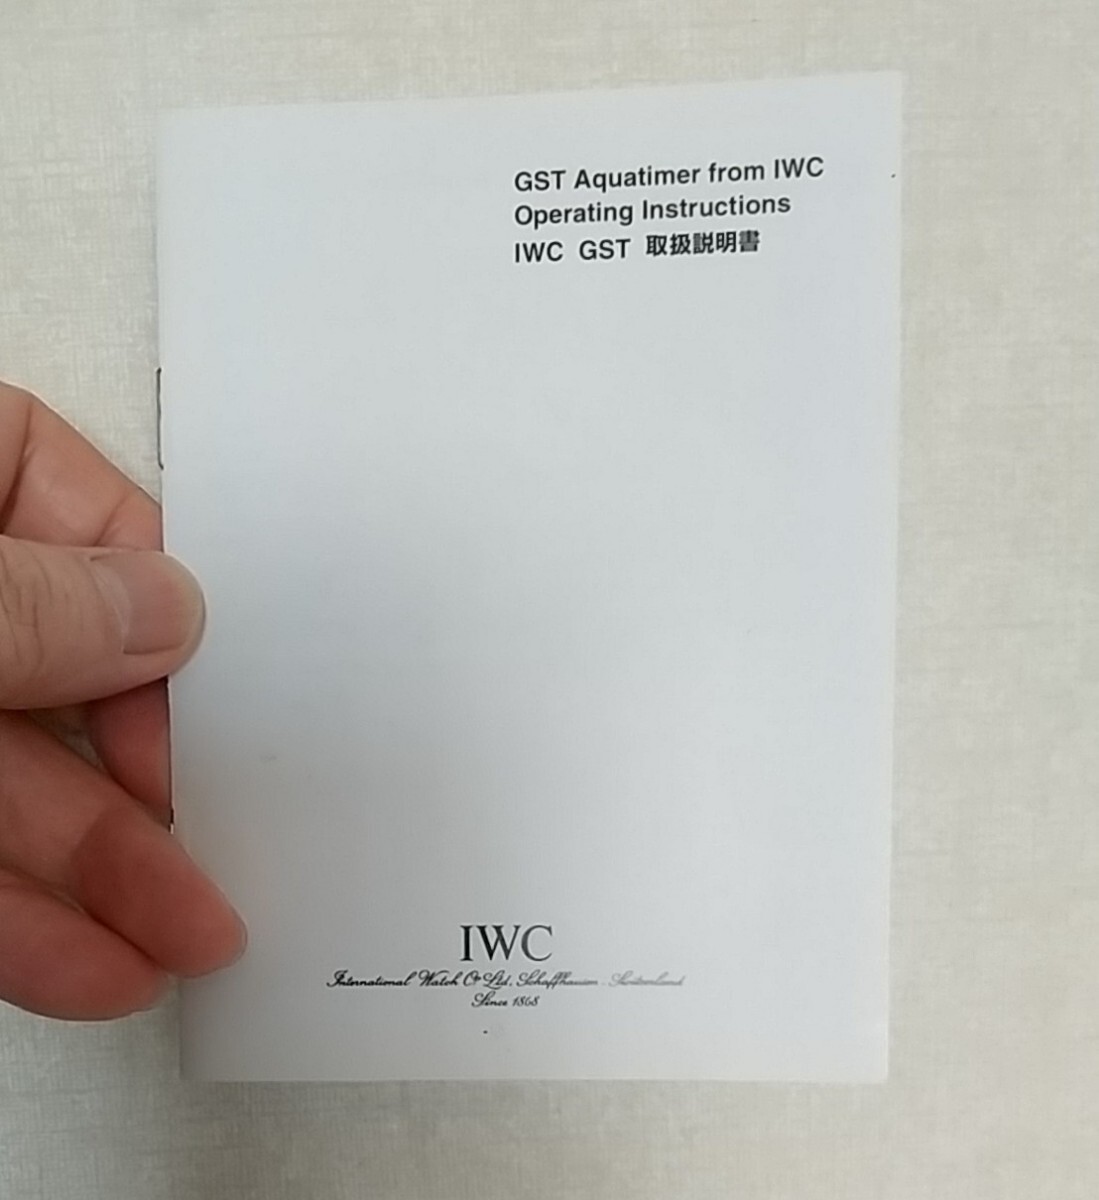 GST Aquatimer from IWC
Operating Instructions
IWC GST 取扱説明書
IWC
International Watch Co Ltd. Schaffhausen . Switzerland
Since 1868